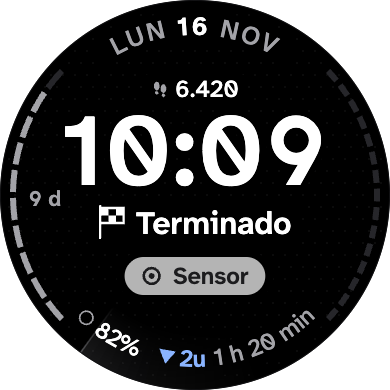 LUN 16 NOV
6.420
10:09
9 d
Terminado
Sensor
82%
2u 1 h 20 min